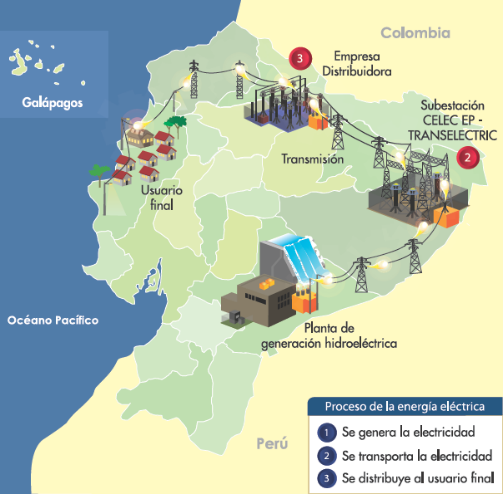 Colombia
3
Empresa
Distribuidora
Galápagos
Subestación
CELEC EP -
TRANSELECTRIC
2
Transmisión
Usuario
final
Océano Pacífico
Planta de
generación hidroeléctrica
Perú
Proceso de la energía eléctrica
1 Se genera la electricidad
2 Se transporta la electricidad
3 Se distribuye al usuario final